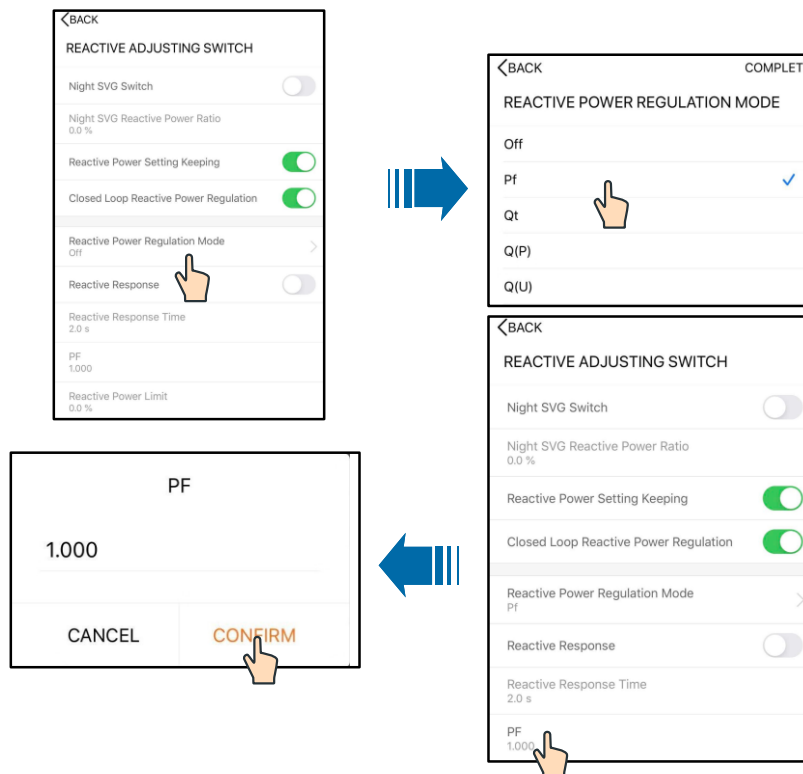 BACK
REACTIVE ADJUSTING SWITCH
Night SVG Switch
Night SVG Reactive Power Ratio
0.0 %
Reactive Power Setting Keeping
Closed Loop Reactive Power Regulation
Reactive Power Regulation Mode
Off
Reactive Response
Reactive Response Time
2.0 s
PF
1.000
Reactive Power Limit
0.0 %
BACK COMPLET
REACTIVE POWER REGULATION MODE
Off
Pf
Qt
Q(P)
Q(U)
BACK
REACTIVE ADJUSTING SWITCH
Night SVG Switch
Night SVG Reactive Power Ratio
0.0 %
Reactive Power Setting Keeping
Closed Loop Reactive Power Regulation
Reactive Power Regulation Mode
Pf
Reactive Response
Reactive Response Time
2.0 s
PF
1.000
PF
1.000
CANCEL CONFIRM